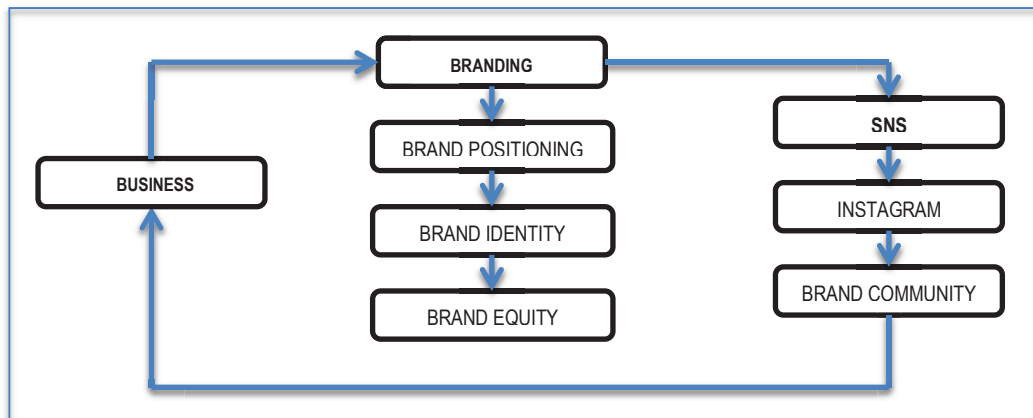 BRANDING
BRAND POSITIONING
BRAND IDENTITY
BRAND EQUITY
BUSINESS
SNS
INSTAGRAM
BRAND COMMUNITY